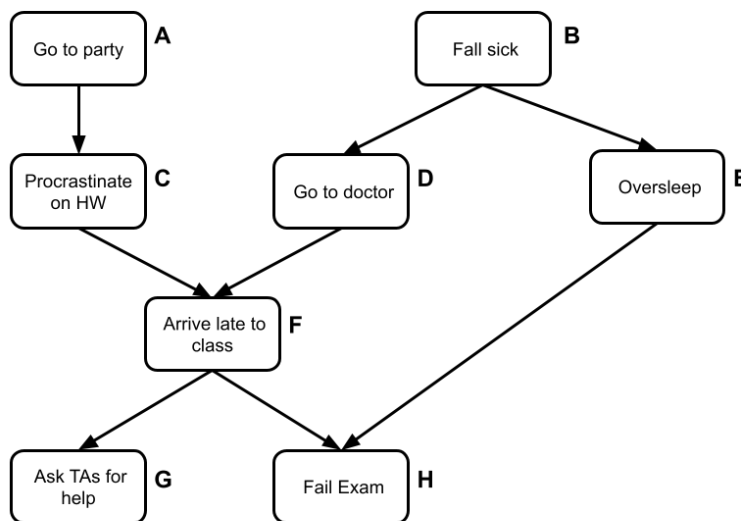 Go to party
A
Fall sick
B
Procrastinate
on HW
C
Go to doctor
D
Oversleep
E
Arrive late to
class
F
Ask TAs for
help
G
Fail Exam
H